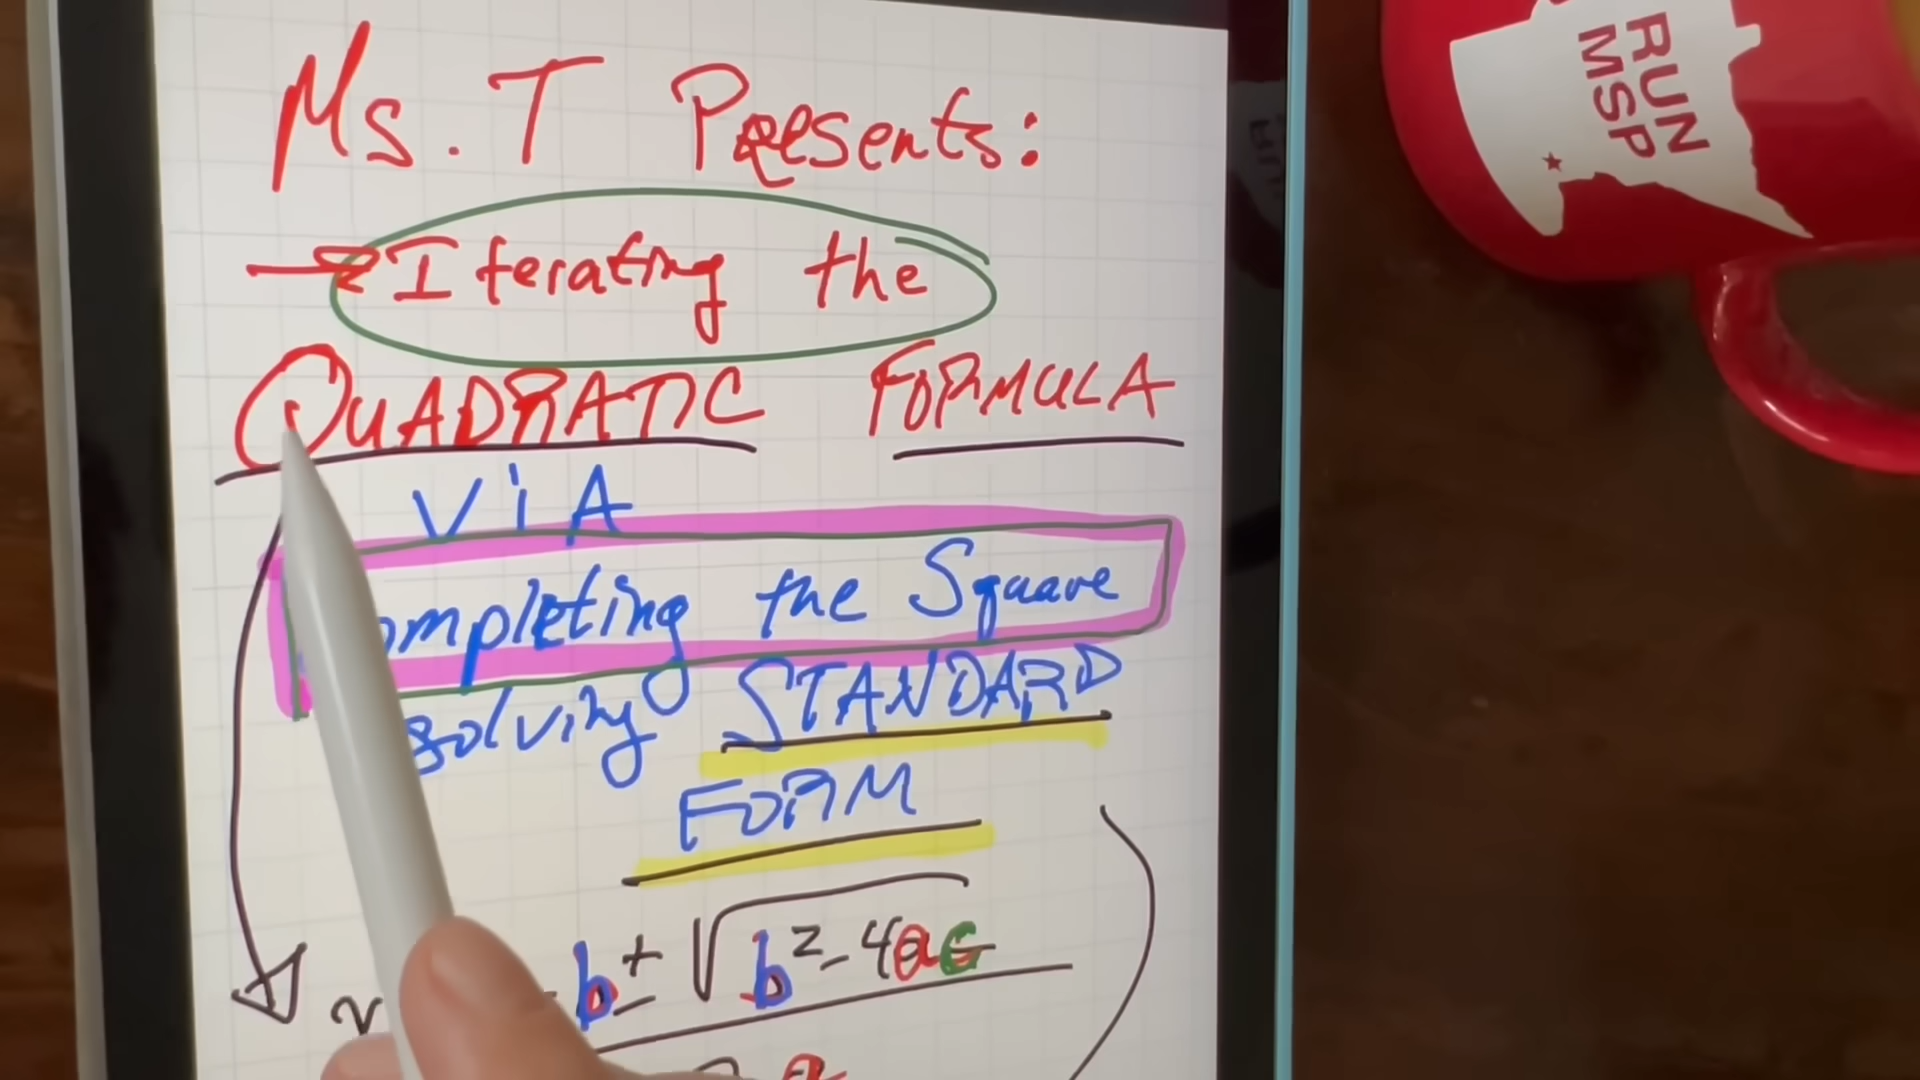 Ms. T Presents:
Iterating the
QUADRATIC FORMULA
ViA
ompleting the Square
solving STANDARD
FORM
- b ± √b² - 4ac
a
RUN
MSP